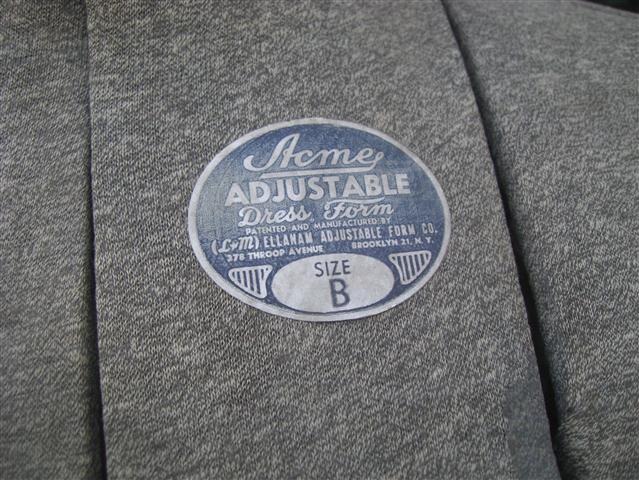 Acme
ADJUSTABLE
Dress Form
PATENTED AND MANUFACTURED BY
(L&M) ELLANAM ADJUSTABLE FORM CO.
378 THROOP AVENUE BROOKLYN 21, N.Y.
SIZE
B